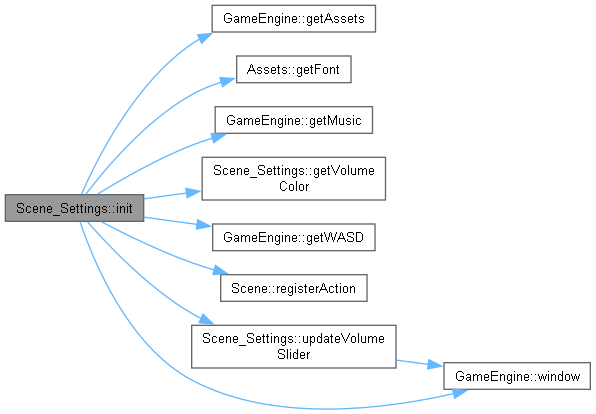 GameEngine::getAssets
Assets::getFont
GameEngine::getMusic
Scene_Settings::getVolume
Color
Scene_Settings::init
GameEngine::getWASD
Scene::registerAction
Scene_Settings::updateVolume
Slider
GameEngine::window